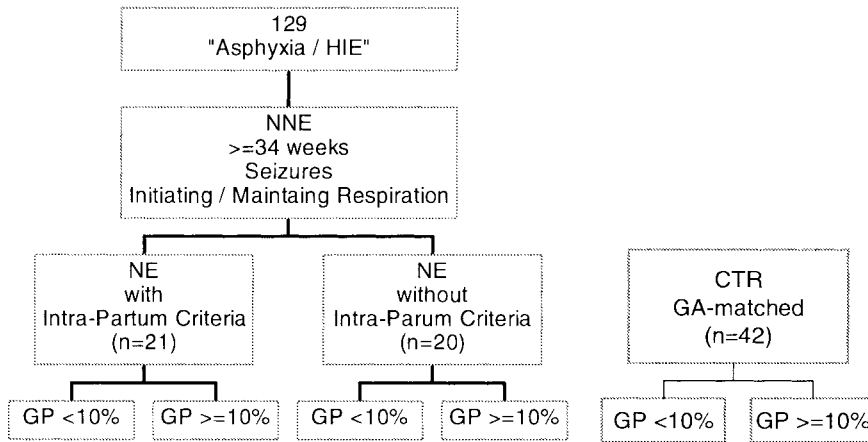 129
"Asphyxia / HIE"
NNE
>=34 weeks
Seizures
Initiating / Maintaing Respiration
NE
with
Intra-Partum Criteria
(n=21)
NE
without
Intra-Parum Criteria
(n=20)
CTR
GA-matched
(n=42)
GP <10%
GP >=10%
GP <10%
GP >=10%
GP <10%
GP >=10%